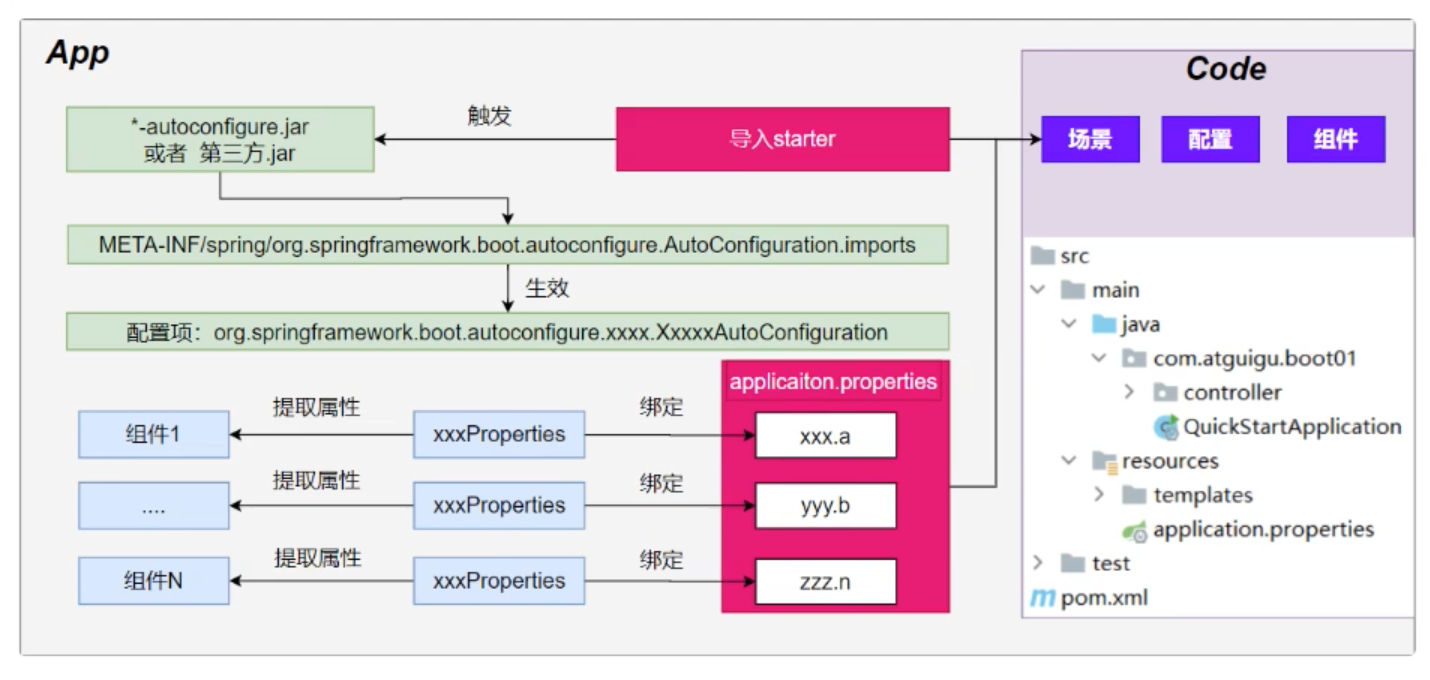 App
Code
*-autoconfigure.jar
或者 第三方.jar
触发
导入starter
场景
配置
组件
META-INF/spring/org.springframework.boot.autoconfigure.AutoConfiguration.imports
生效
配置项：org.springframework.boot.autoconfigure.xxxx.XxxxxAutoConfiguration
applicaiton.properties
组件1
提取属性
xxxProperties
绑定
xxx.a
....
提取属性
xxxProperties
绑定
yyy.b
组件N
提取属性
xxxProperties
绑定
zzz.n
src
main
java
com.atguigu.boot01
controller
QuickStartApplication
resources
templates
application.properties
test
pom.xml